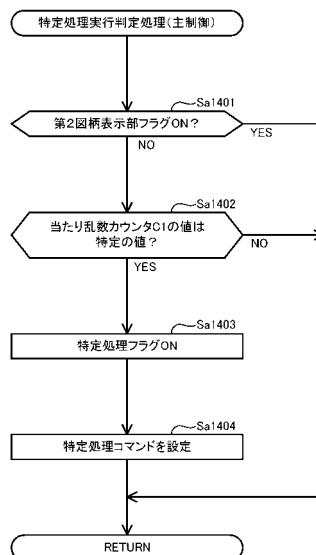 特定処理実行判定処理(主制御)
Sa1401
第2図柄表示部フラグON?
YES
NO
Sa1402
当たり乱数カウンタC1の値は
特定の値?
NO
YES
Sa1403
特定処理フラグON
Sa1404
特定処理コマンドを設定
RETURN